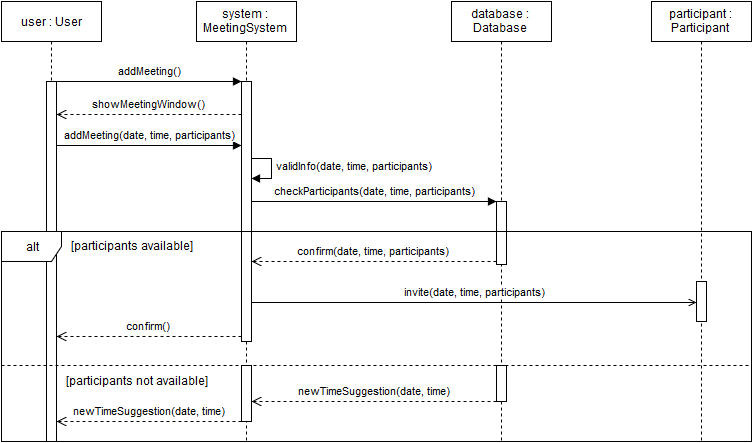 user : User
system :
MeetingSystem
database :
Database
participant :
Participant
addMeeting()
showMeetingWindow()
addMeeting(date, time, participants)
validInfo(date, time, participants)
checkParticipants(date, time, participants)
alt
[participants available]
confirm(date, time, participants)
invite(date, time, participants)
confirm()
[participants not available]
newTimeSuggestion(date, time)
newTimeSuggestion(date, time)